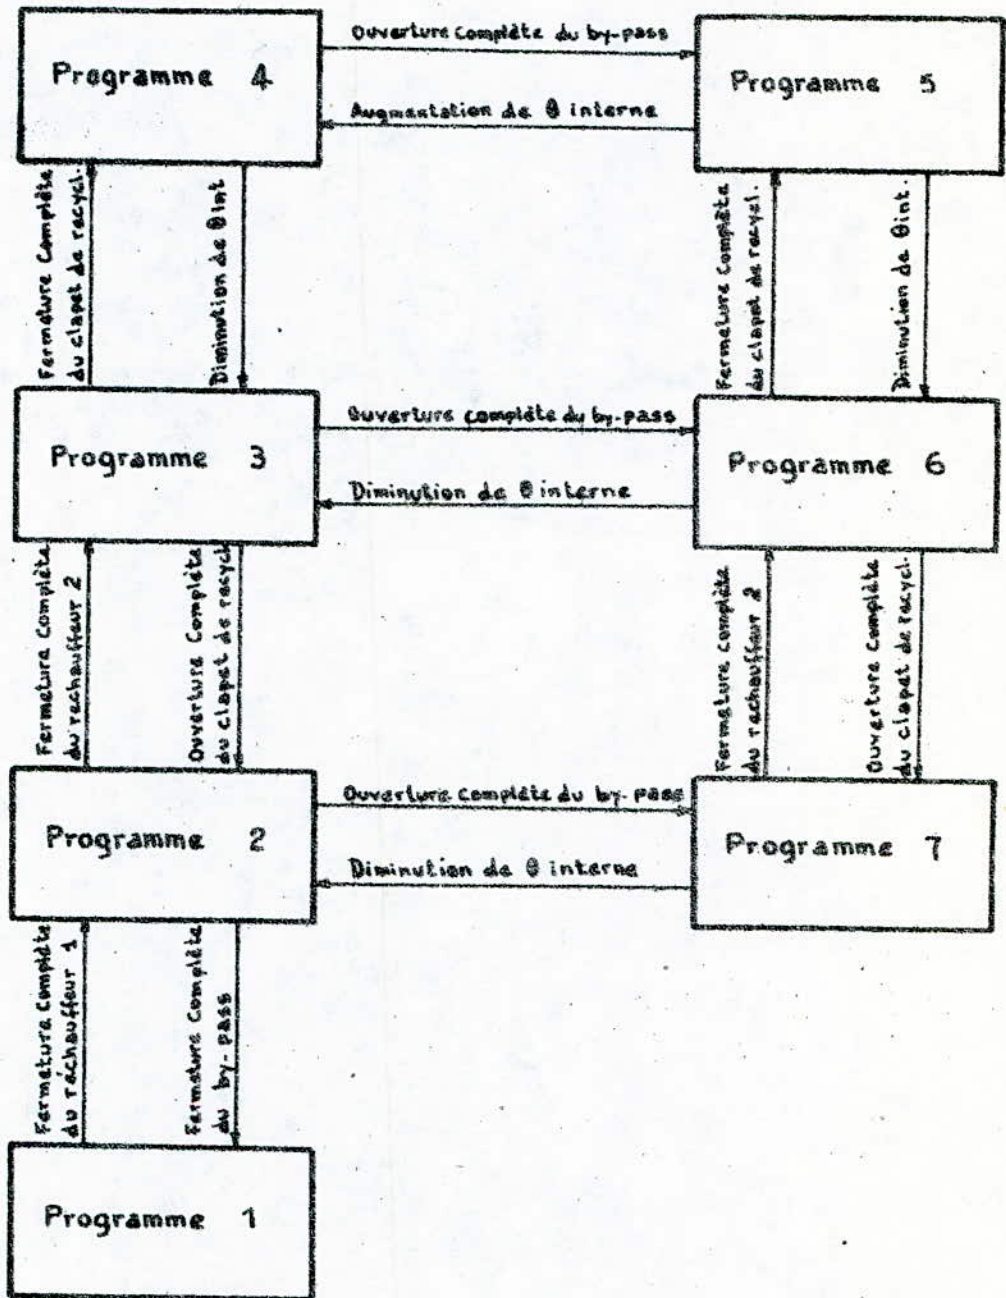 Ouverture complète du by-pass
Programme 4
Programme 5
Augmentation de θ interne
Fermeture Complète
du clapet de recycl.
Diminution de θint
Fermeture Complète
du clapet de recycl.
Diminution de θint.
Ouverture complète du by-pass
Programme 3
Programme 6
Diminution de θ interne
Fermeture Complète
du rechauffeur 2
Ouverture Complète
du clapet de recycl
Fermeture complète
du rechauffeur 2
Ouverture Complète
du clapet de recycl.
Ouverture complète du by-pass
Programme 2
Programme 7
Diminution de θ interne
Fermeture Complète
du rechauffeur 1
Fermeture Complète
du by-pass
Programme 1